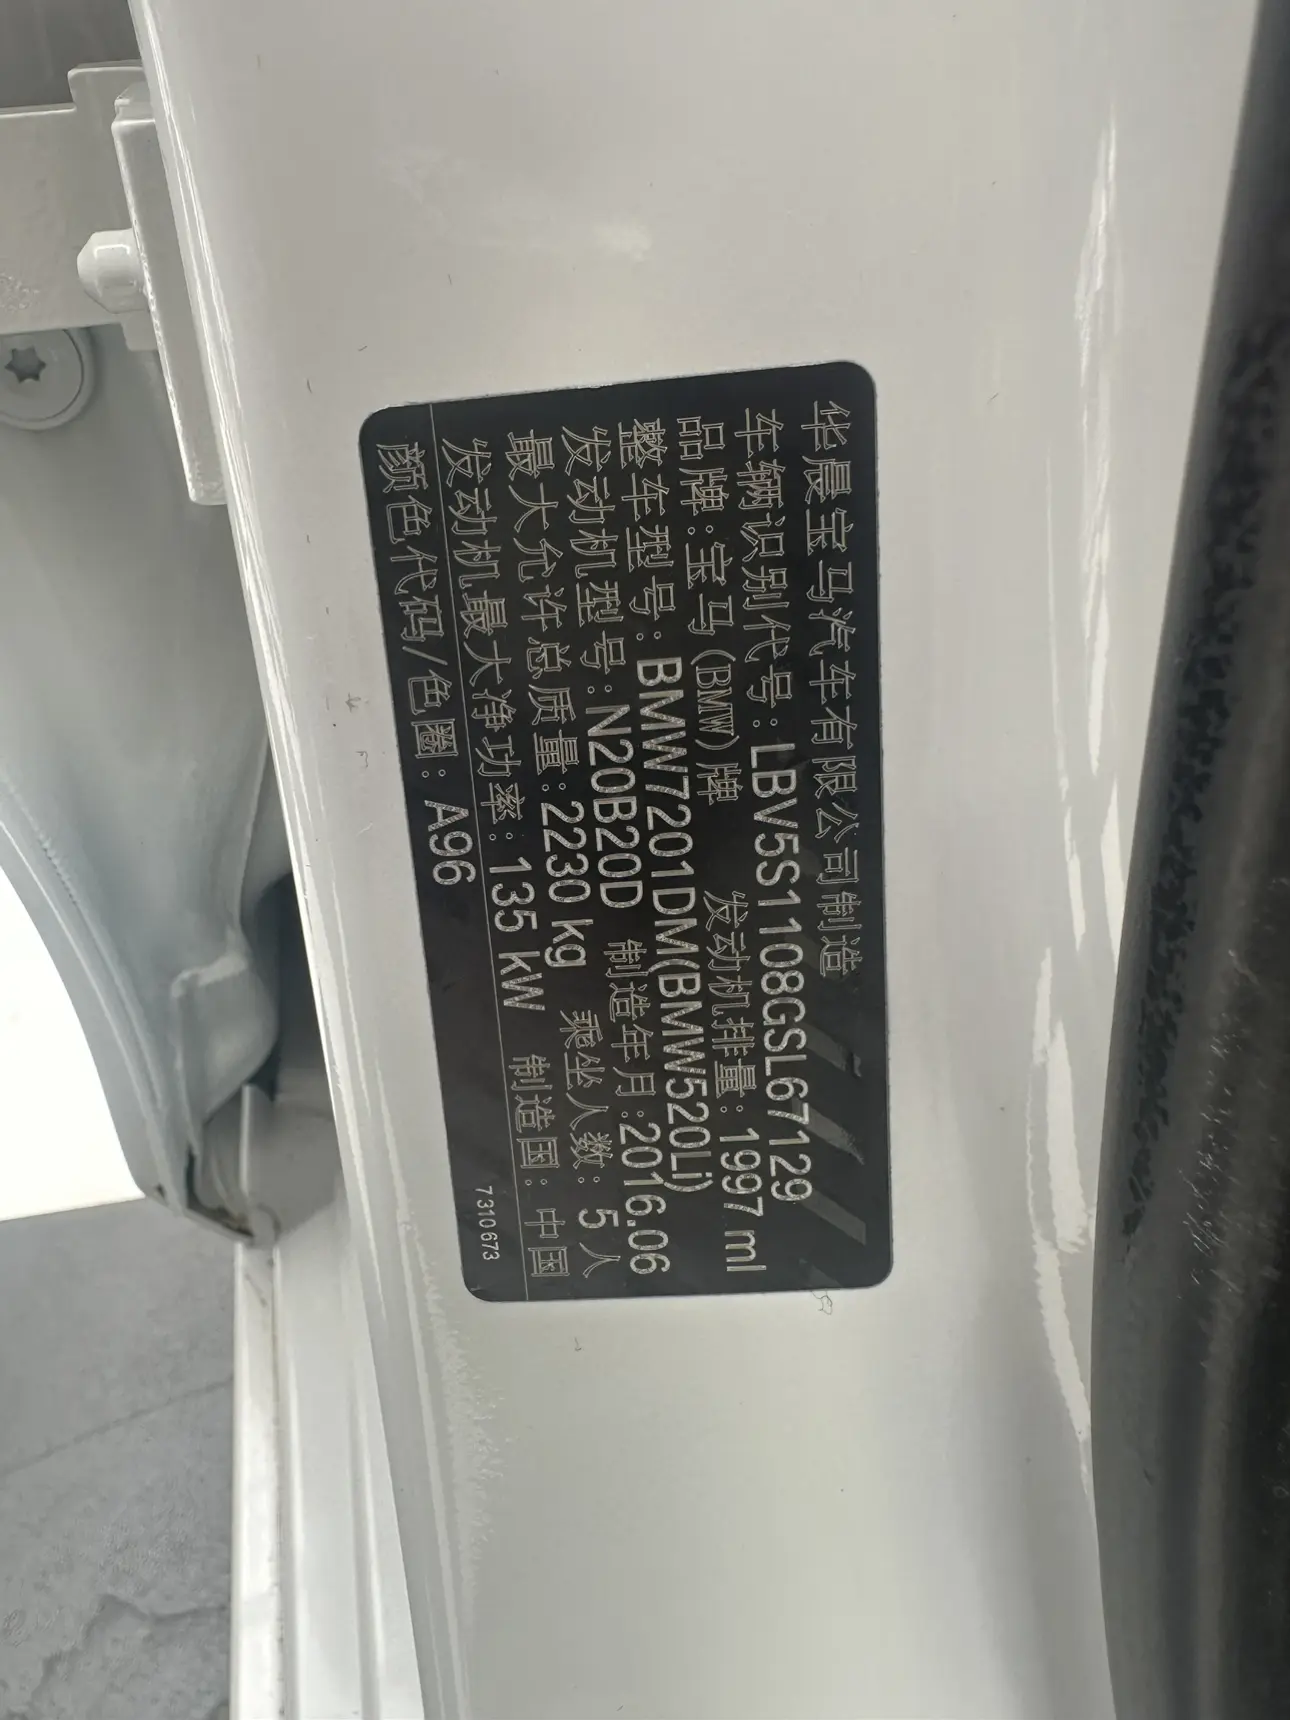 华晨宝马汽车有限公司制造
车辆识别代号:LBV5S1108GSL67129
品牌:宝马(BMW)牌 发动机排量:1997 ml
整车型号:BMW7201DM(BMW520Li)
发动机型号:N20B20D 制造年月:2016.06
最大允许总质量:2230 kg 乘坐人数:5人
发动机最大净功率:135 kW 制造国:中国
颜色代码/色圈:A96 7310673